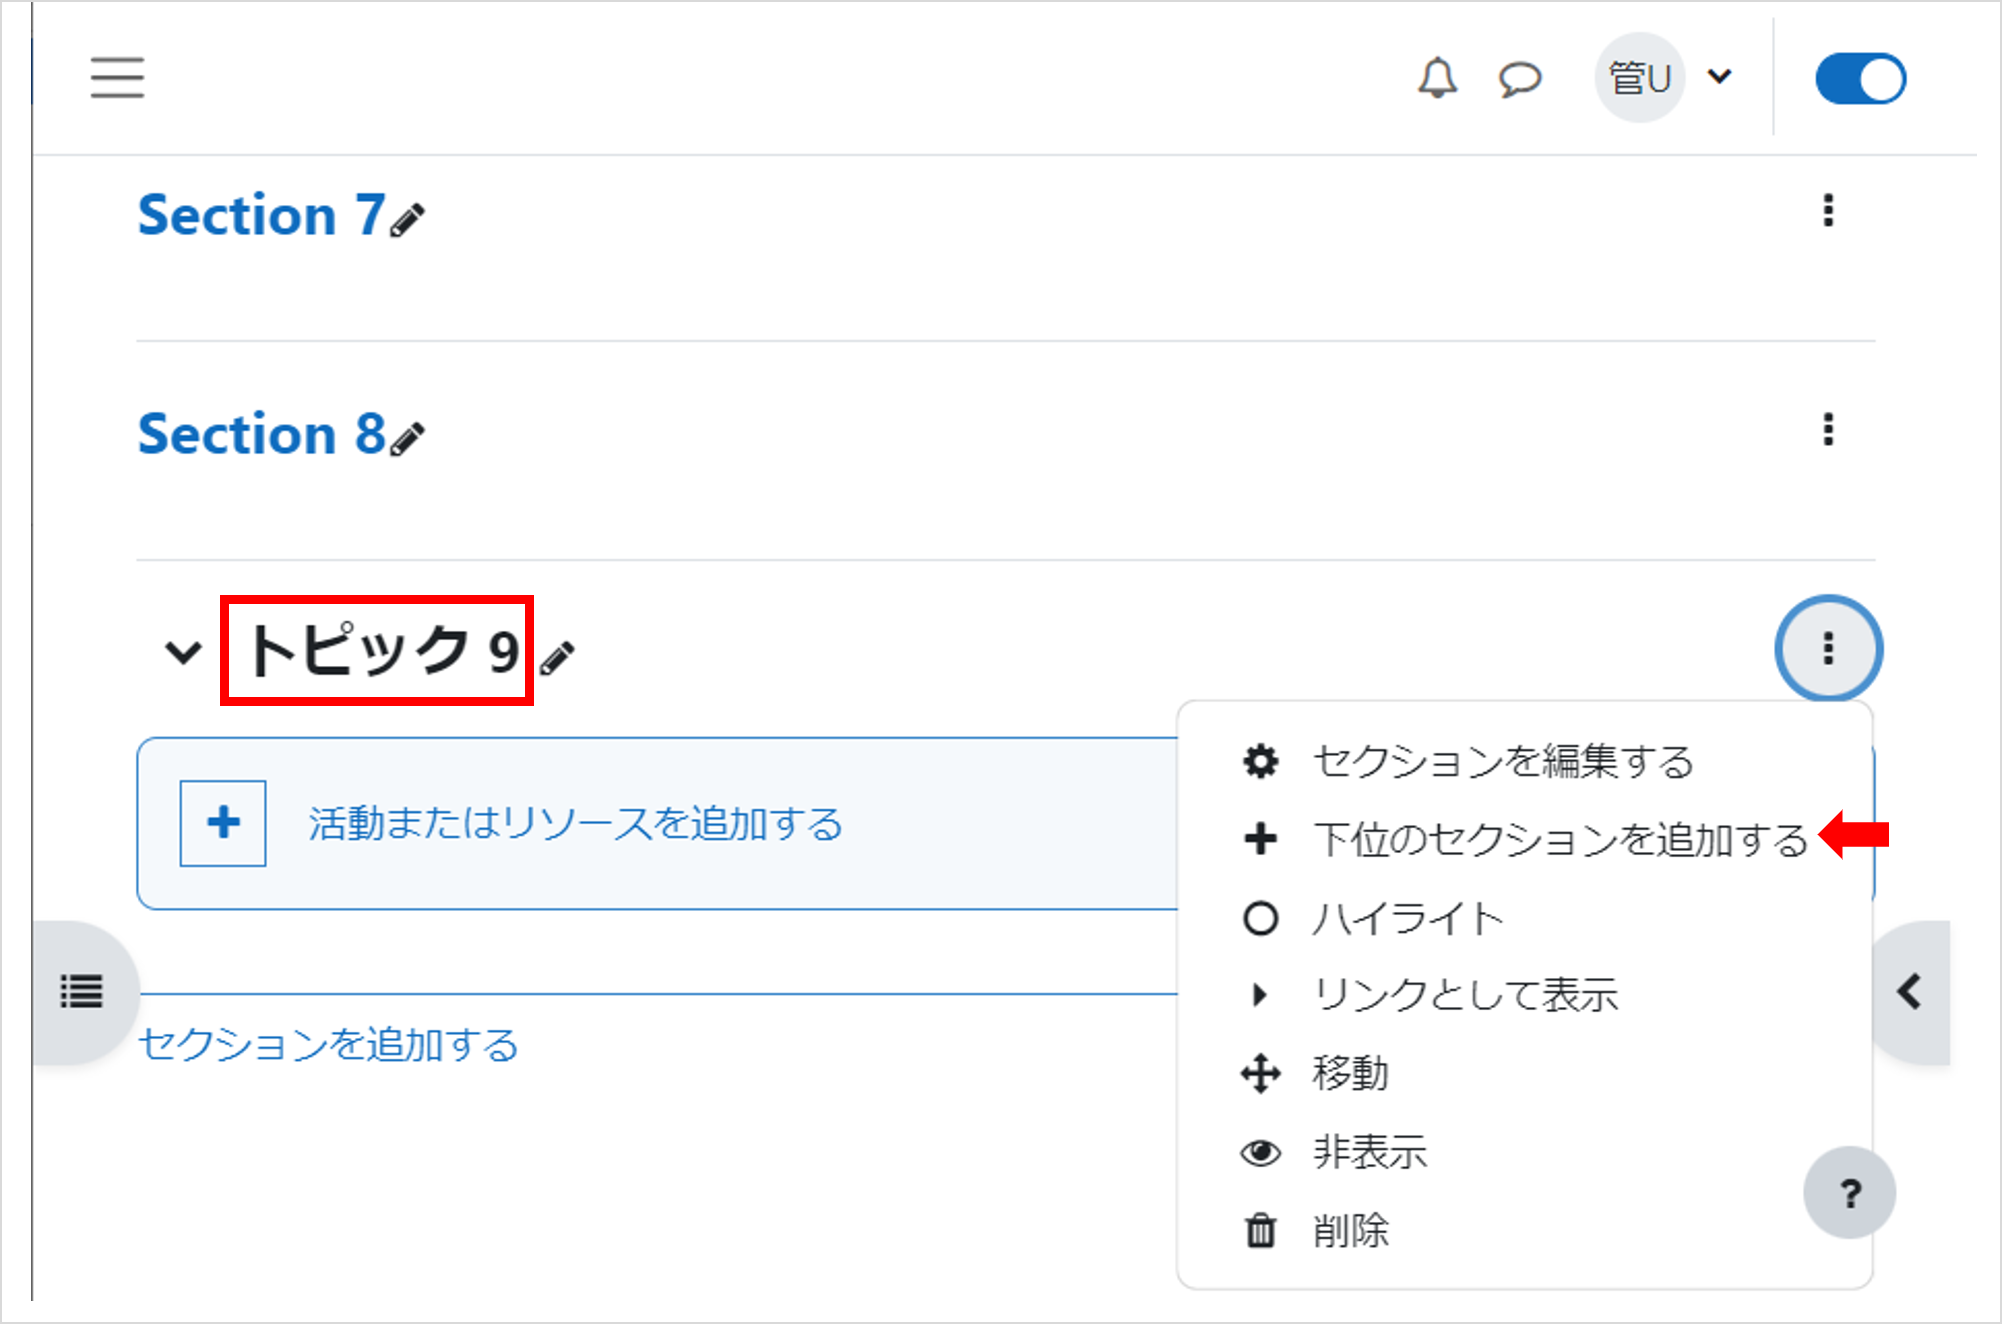 管U
Section 7
Section 8
トピック 9
セクションを編集する
活動またはリソースを追加する
下位のセクションを追加する
ハイライト
リンクとして表示
セクションを追加する
移動
非表示
?
削除